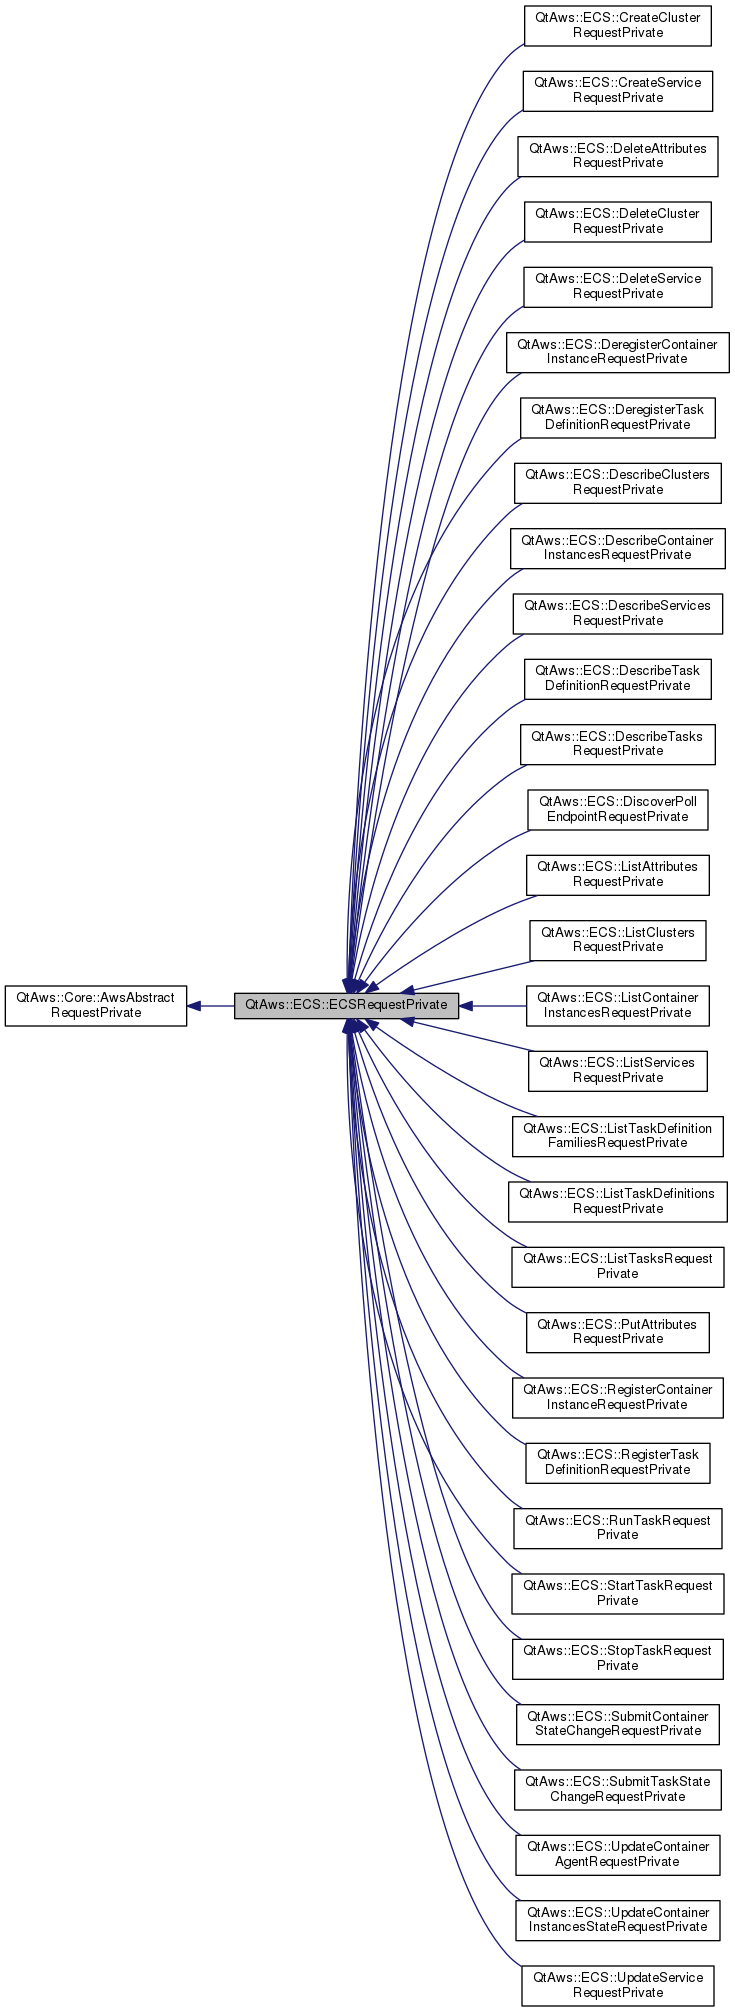 QtAws::ECS::CreateCluster
RequestPrivate
QtAws::ECS::CreateService
RequestPrivate
QtAws::ECS::DeleteAttributes
RequestPrivate
QtAws::ECS::DeleteCluster
RequestPrivate
QtAws::ECS::DeleteService
RequestPrivate
QtAws::ECS::DeregisterContainer
InstanceRequestPrivate
QtAws::ECS::DeregisterTask
DefinitionRequestPrivate
QtAws::ECS::DescribeClusters
RequestPrivate
QtAws::ECS::DescribeContainer
InstancesRequestPrivate
QtAws::ECS::DescribeServices
RequestPrivate
QtAws::ECS::DescribeTask
DefinitionRequestPrivate
QtAws::ECS::DescribeTasks
RequestPrivate
QtAws::ECS::DiscoverPoll
EndpointRequestPrivate
QtAws::ECS::ListAttributes
RequestPrivate
QtAws::ECS::ListClusters
RequestPrivate
QtAws::Core::AwsAbstract
RequestPrivate
QtAws::ECS::ECSRequestPrivate
QtAws::ECS::ListContainer
InstancesRequestPrivate
QtAws::ECS::ListServices
RequestPrivate
QtAws::ECS::ListTaskDefinition
FamiliesRequestPrivate
QtAws::ECS::ListTaskDefinitions
RequestPrivate
QtAws::ECS::ListTasksRequest
Private
QtAws::ECS::PutAttributes
RequestPrivate
QtAws::ECS::RegisterContainer
InstanceRequestPrivate
QtAws::ECS::RegisterTask
DefinitionRequestPrivate
QtAws::ECS::RunTaskRequest
Private
QtAws::ECS::StartTaskRequest
Private
QtAws::ECS::StopTaskRequest
Private
QtAws::ECS::SubmitContainer
StateChangeRequestPrivate
QtAws::ECS::SubmitTaskState
ChangeRequestPrivate
QtAws::ECS::UpdateContainer
AgentRequestPrivate
QtAws::ECS::UpdateContainer
InstancesStateRequestPrivate
QtAws::ECS::UpdateService
RequestPrivate